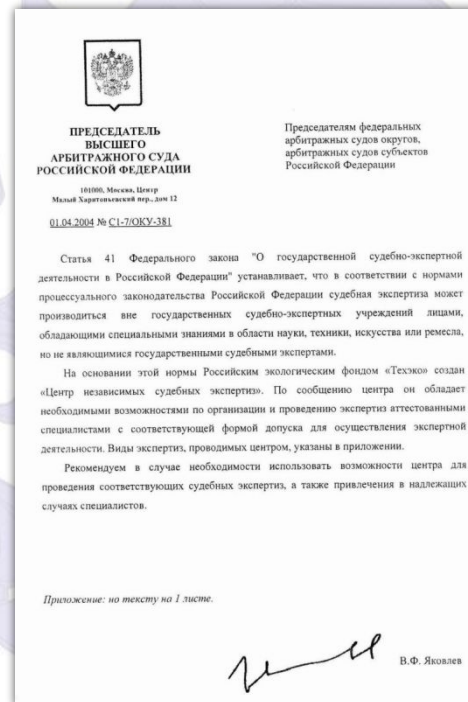 ПРЕДСЕДАТЕЛЬ
ВЫСШЕГО
АРБИТРАЖНОГО СУДА
РОССИЙСКОЙ ФЕДЕРАЦИИ
101000, Москва, Центр
Малый Харитоньевский пер., дом 12
01.04.2004 № С1-7/ОКУ-381
Председателям федеральных
арбитражных судов округов,
арбитражных судов субъектов
Российской Федерации
Статья 41 Федерального закона "О государственной судебно-экспертной
деятельности в Российской Федерации" устанавливает, что в соответствии с нормами
процессуального законодательства Российской Федерации судебная экспертиза может
производиться вне государственных судебно-экспертных учреждений лицами,
обладающими специальными знаниями в области науки, техники, искусства или ремесла,
но не являющимися государственными судебными экспертами.
На основании этой нормы Российским экологическим фондом «Техэко» создан
«Центр независимых судебных экспертиз». По сообщению центра он обладает
необходимыми возможностями по организации и проведению экспертиз аттестованными
специалистами с соответствующей формой допуска для осуществления экспертной
деятельности. Виды экспертиз, проводимых центром, указаны в приложении.
Рекомендуем в случае необходимости использовать возможности центра для
проведения соответствующих судебных экспертиз, а также привлечения в надлежащих
случаях специалистов.
Приложение: по тексту на 1 листе.
В.Ф. Яковлев